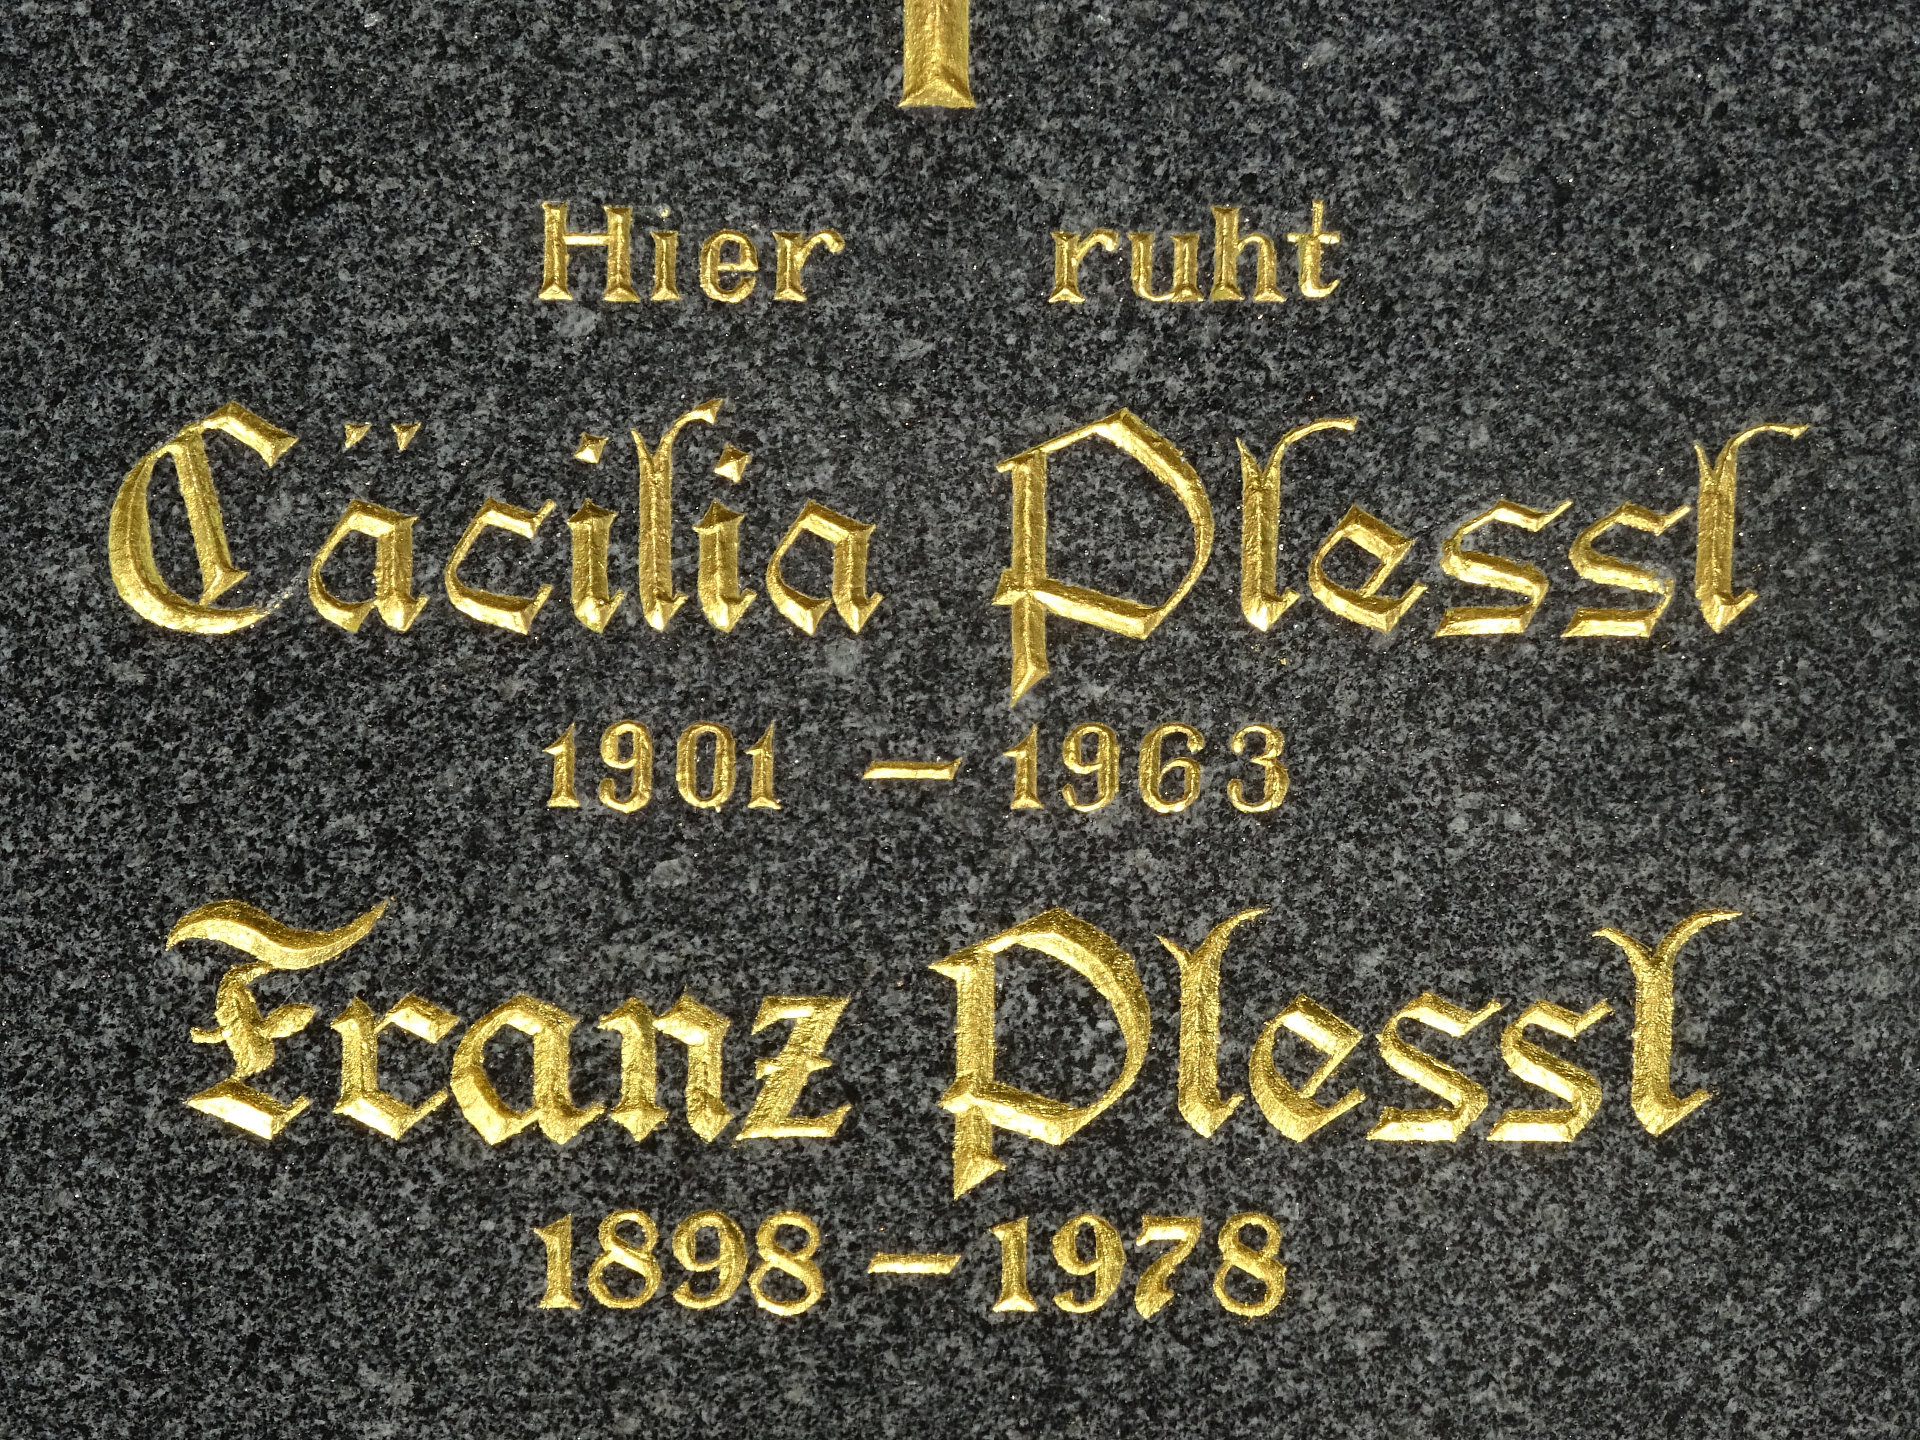 Hier ruht
Cäcilia Plessl
1901 – 1963
Franz Plessl
1898 – 1978